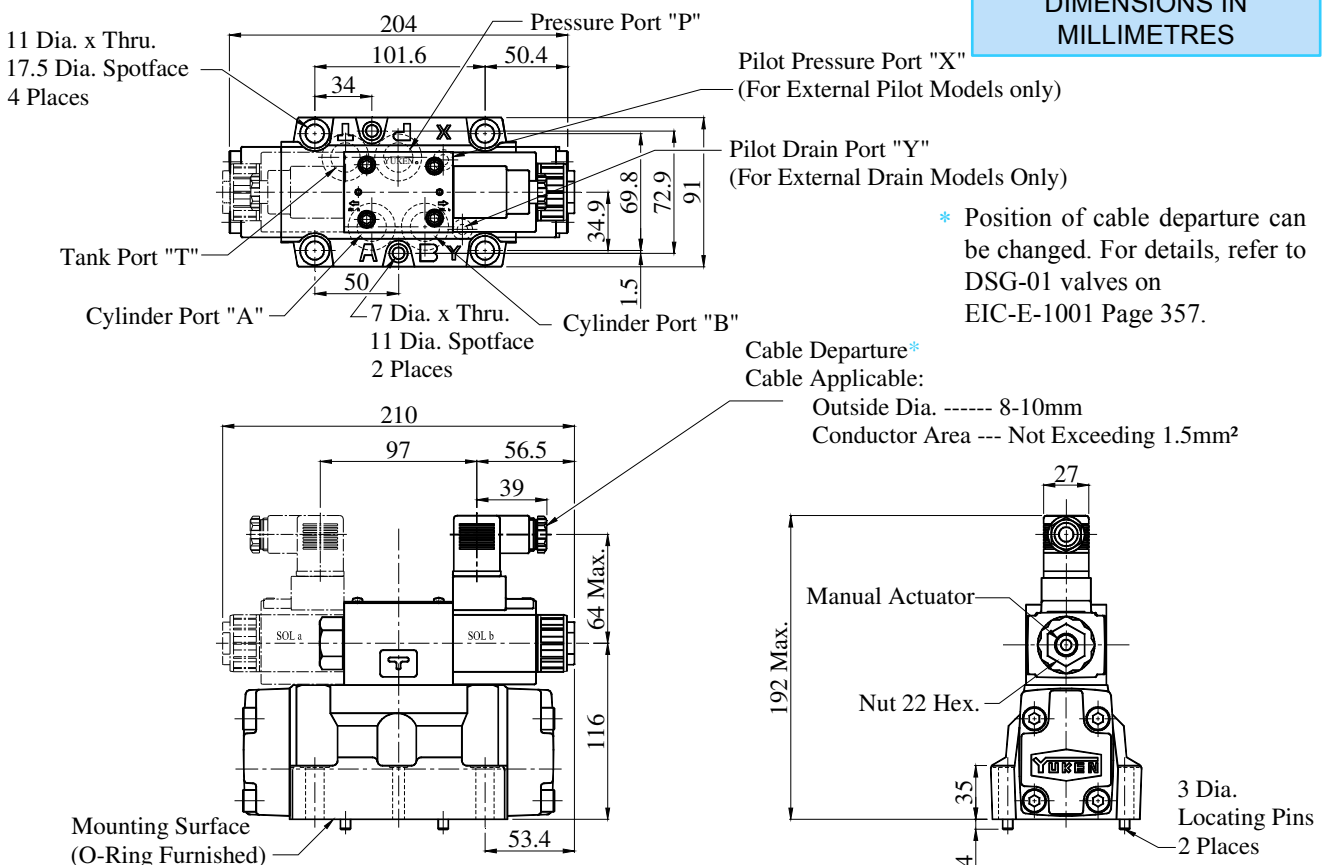 DIMENSIONS IN
MILLIMETRES
204
Pressure Port "P"
11 Dia. x Thru.
17.5 Dia. Spotface
4 Places
101.6
50.4
34
Pilot Pressure Port "X"
(For External Pilot Models only)
T
P
X
YUKEN
Pilot Drain Port "Y"
(For External Drain Models Only)
34.9
69.8
72.9
91
* Position of cable departure can
be changed. For details, refer to
DSG-01 valves on
EIC-E-1001 Page 357.
A
B
Y
Tank Port "T"
50
1.5
Cylinder Port "A"
7 Dia. x Thru.
11 Dia. Spotface
2 Places
Cylinder Port "B"
Cable Departure*
Cable Applicable:
Outside Dia. ------ 8-10mm
Conductor Area --- Not Exceeding 1.5mm²
210
97
56.5
39
27
64 Max.
SOL a
SOL b
Manual Actuator
192 Max.
Nut 22 Hex.
116
YUKEN
35
3 Dia.
Locating Pins
2 Places
Mounting Surface
(O-Ring Furnished)
53.4
4